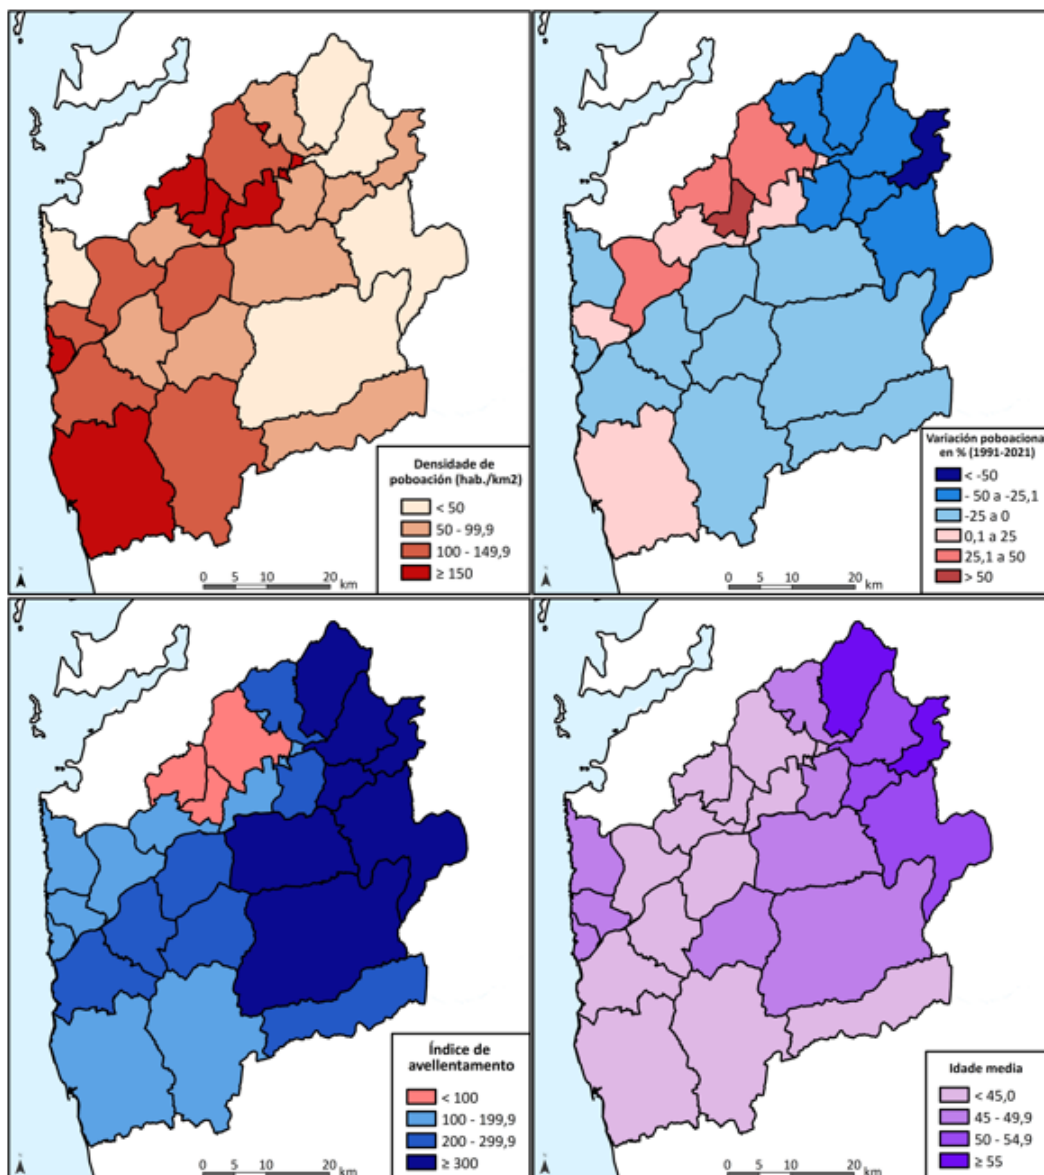 Densidade de
poboación (hab./km2)
< 50
50 - 99,9
100 - 149,9
≥ 150
0 5 10 20
km
Variación poboaciona
en % (1991-2021)
< -50
- 50 a -25,1
-25 a 0
0,1 a 25
25,1 a 50
> 50
0 5 10 20
km
Índice de
avellentamento
< 100
100 - 199,9
200 - 299,9
≥ 300
0 5 10 20
km
Idade media
< 45,0
45 - 49,9
50 - 54,9
≥ 55
0 5 10 20
km